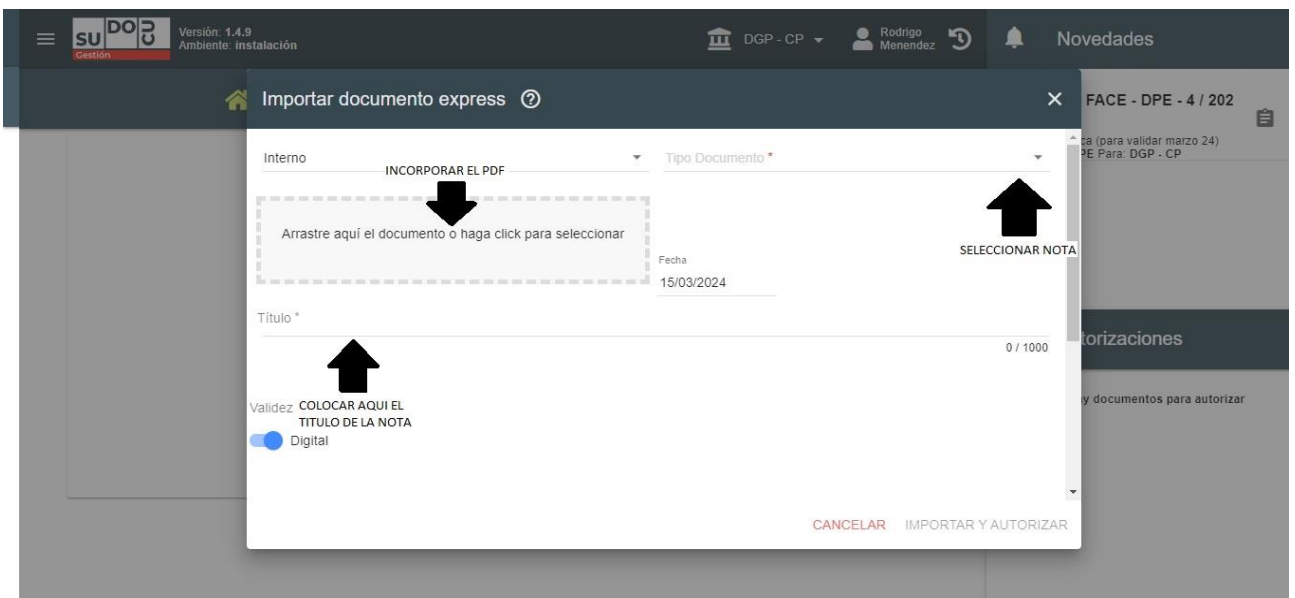 SU DO CU
Gestión
Versión: 1.4.9
Ambiente: instalación
DGP - CP
Rodrigo
Menendez
Novedades
Importar documento express
FACE - DPE - 4 / 202
ca (para validar marzo 24)
PE Para: DGP - CP
Interno
Tipo Documento *
INCORPORAR EL PDF
Arrastre aquí el documento o haga click para seleccionar
SELECCIONAR NOTA
Fecha
15/03/2024
Título *
0 / 1000
torizaciones
Validez
COLOCAR AQUI EL
TITULO DE LA NOTA
y documentos para autorizar
Digital
CANCELAR
IMPORTAR Y AUTORIZAR